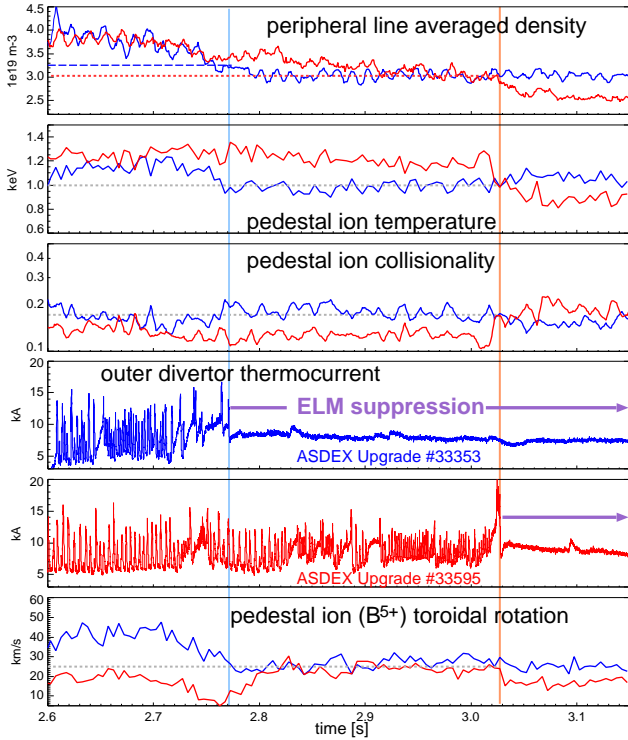 peripheral line averaged density
1e19 m-3
4.5
4.0
3.5
3.0
2.5
keV
1.4
1.2
1.0
0.8
0.6
pedestal ion temperature
pedestal ion collisionality
0.4
0.3
0.2
0.1
outer divertor thermocurrent
kA
20
15
10
5
ELM suppression
ASDEX Upgrade #33353
kA
20
15
10
5
ASDEX Upgrade #33595
pedestal ion (B5+) toroidal rotation
km/s
60
50
40
30
20
10
2.6 2.7 2.8 2.9 3.0 3.1
time [s]